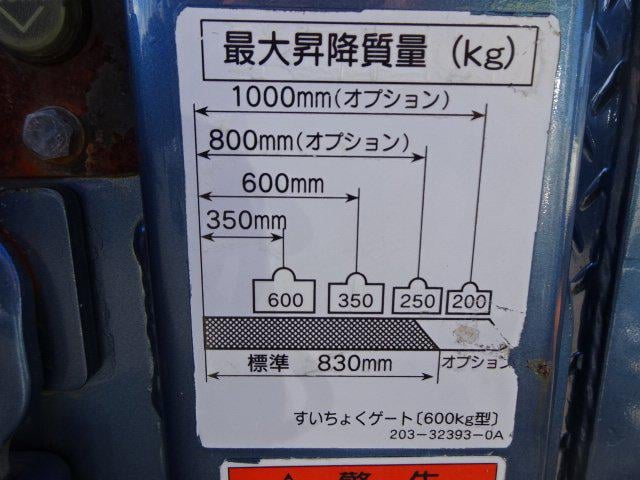 最大昇降質量 (kg)
1000mm(オプション)
800mm(オプション)
600mm
350mm
600 350 250 200
標準 830mm オプション
すいちょくゲート〔600kg型〕
203-32393-0A
警告